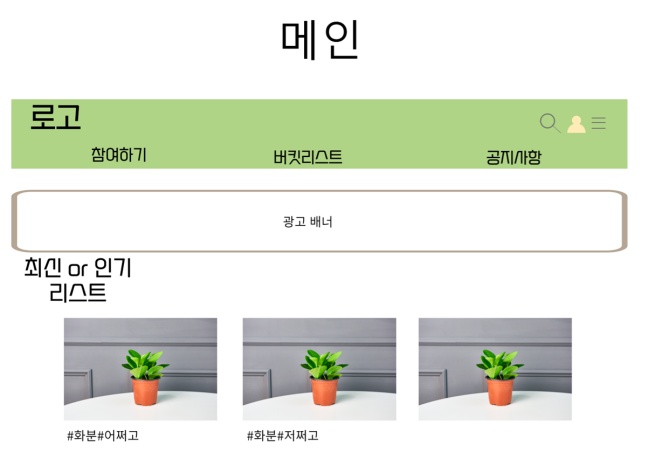 메인
로고
참여하기
버킷리스트
공지사항
광고 배너
최신 or 인기
리스트
#화분#어쩌고
#화분#저쩌고